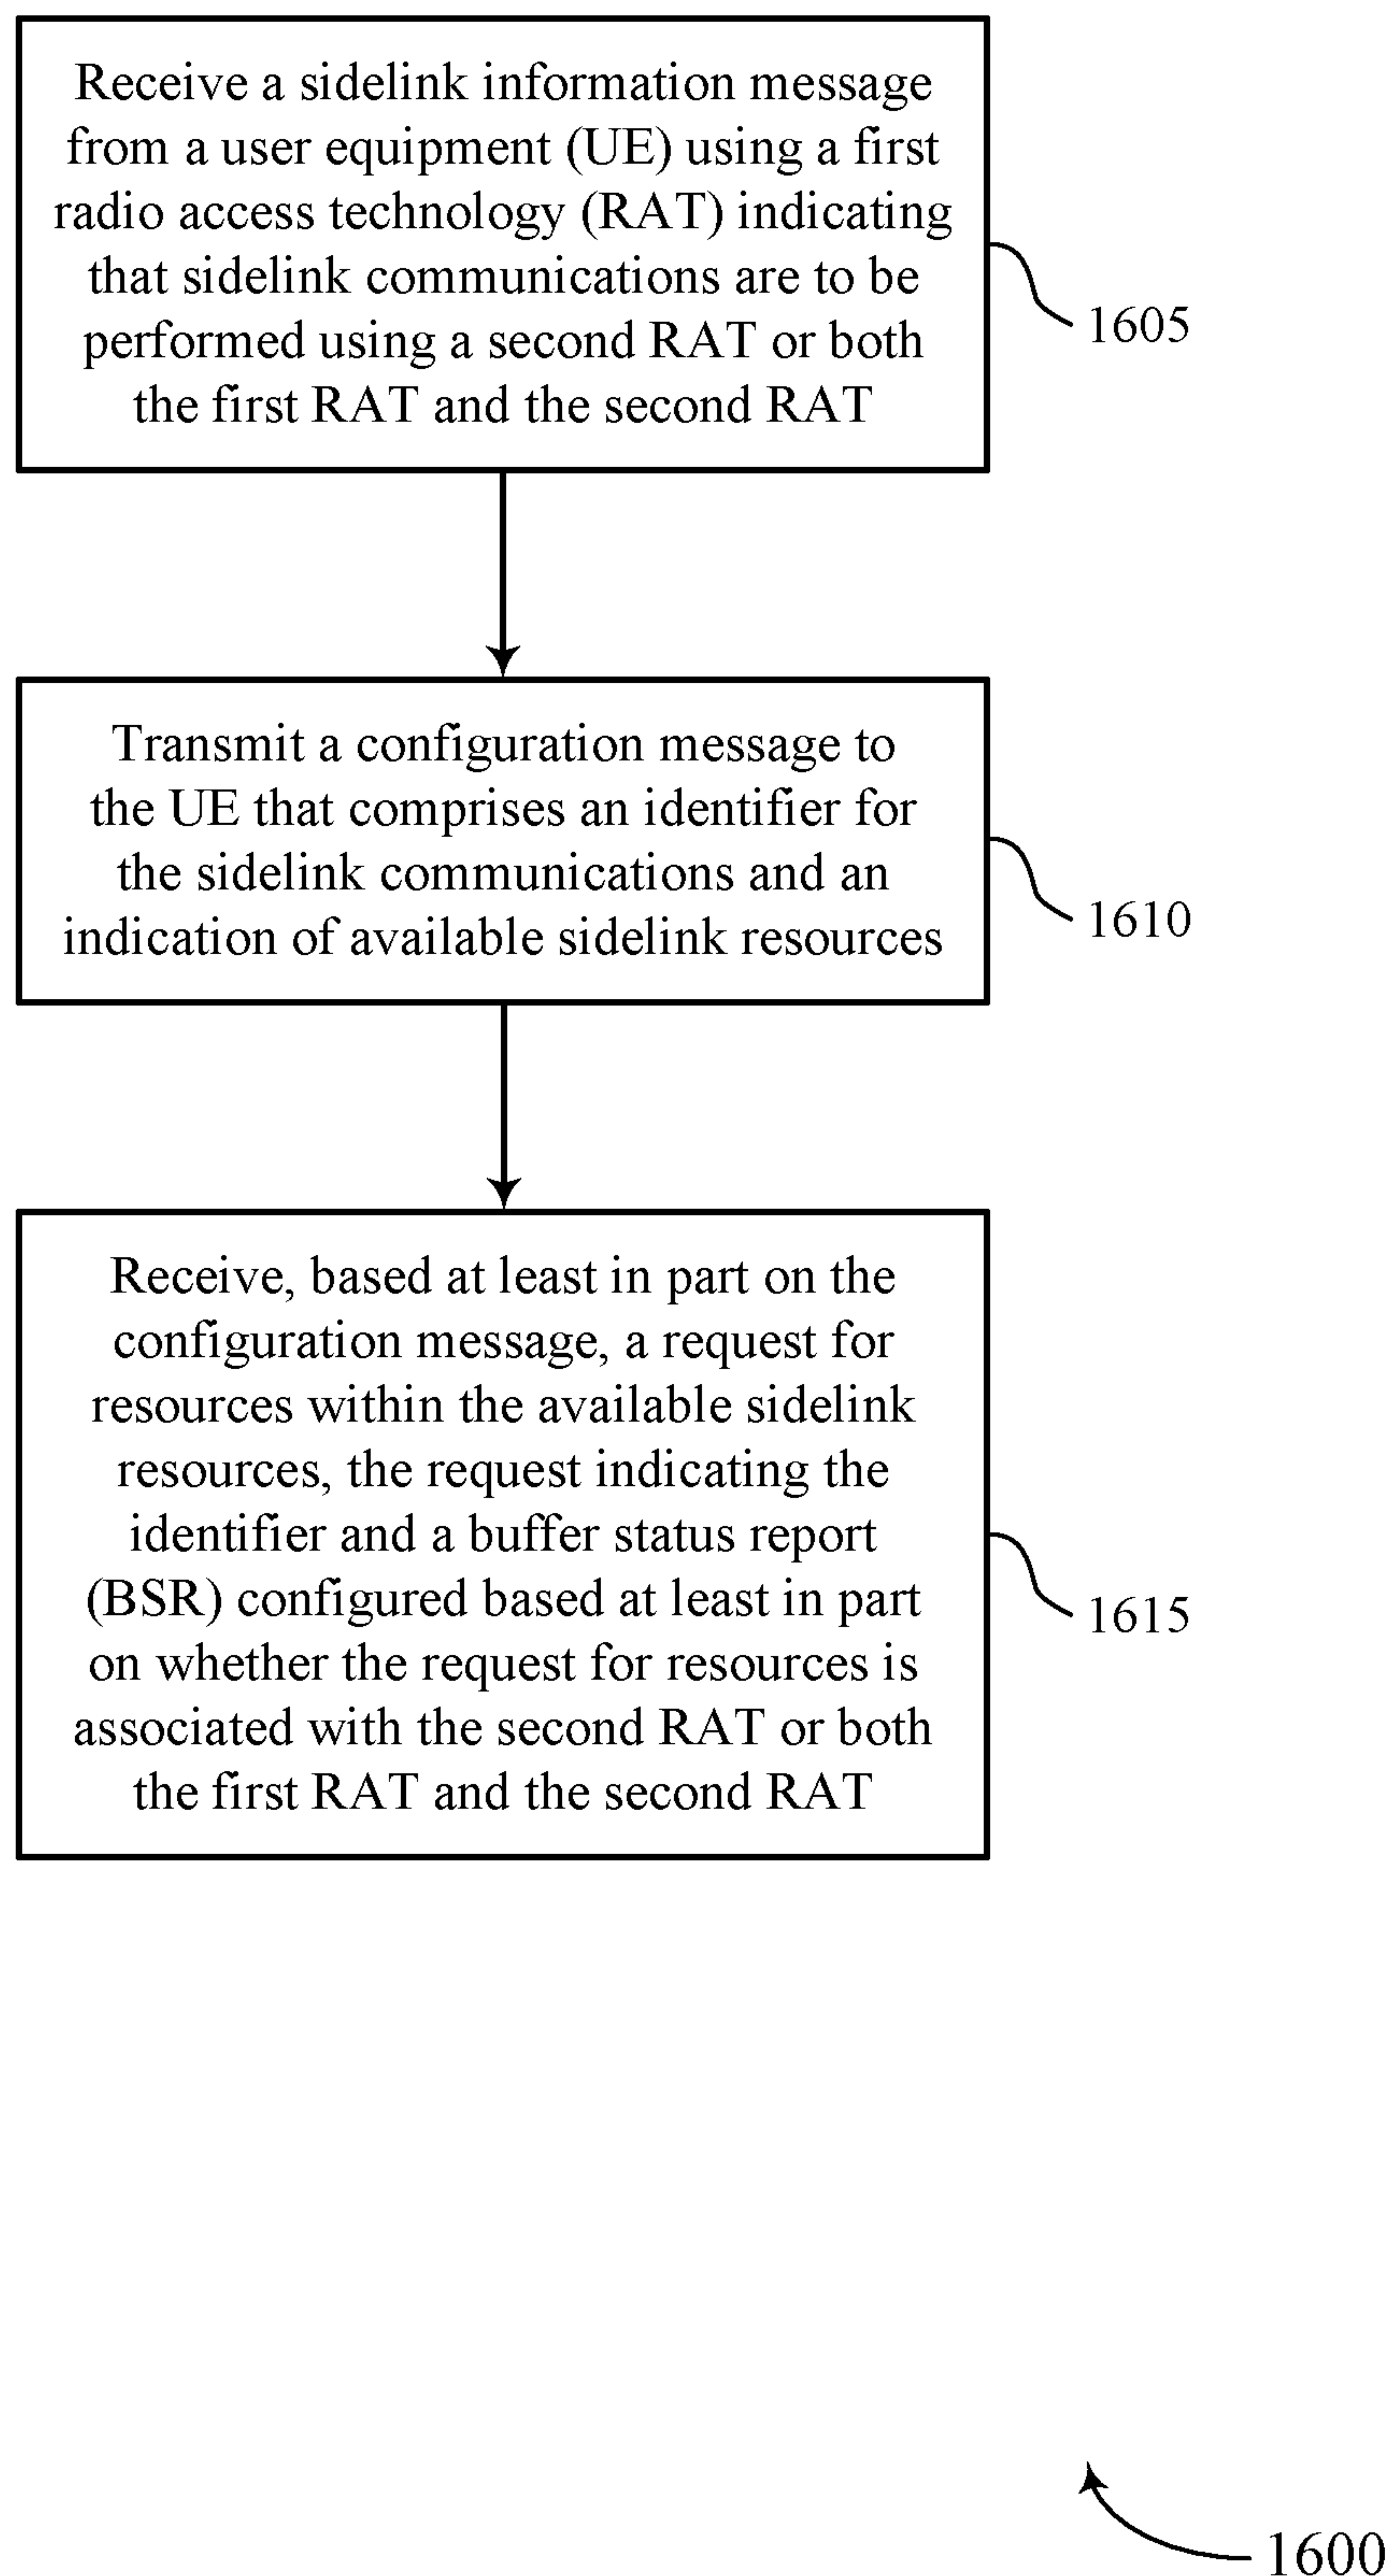 Receive a sidelink information message
from a user equipment (UE) using a first
radio access technology (RAT) indicating
that sidelink communications are to be
performed using a second RAT or both
the first RAT and the second RAT
1605
Transmit a configuration message to
the UE that comprises an identifier for
the sidelink communications and an
indication of available sidelink resources
1610
Receive, based at least in part on the
configuration message, a request for
resources within the available sidelink
resources, the request indicating the
identifier and a buffer status report
(BSR) configured based at least in part
on whether the request for resources is
associated with the second RAT or both
the first RAT and the second RAT
1615
1600